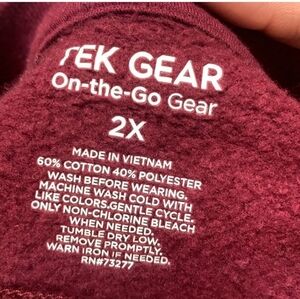 TEK GEAR
On-the-Go Gear
2X
MADE IN VIETNAM
60% COTTON 40% POLYESTER
WASH BEFORE WEARING.
MACHINE WASH COLD WITH
LIKE COLORS.GENTLE CYCLE.
ONLY NON-CHLORINE BLEACH
WHEN NEEDED.
TUMBLE DRY LOW,
REMOVE PROMPTLY.
WARM IRON IF NEEDED.
RN#73277